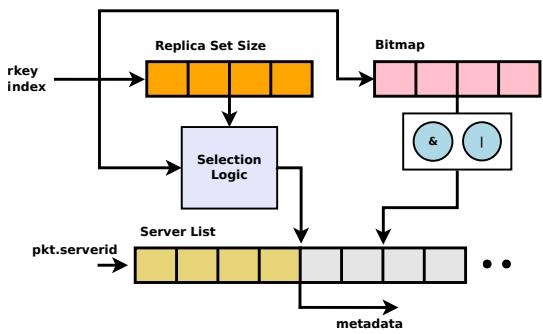 Replica Set Size
Bitmap
rkey
index
& |
Selection
Logic
Server List
pkt.serverid
metadata